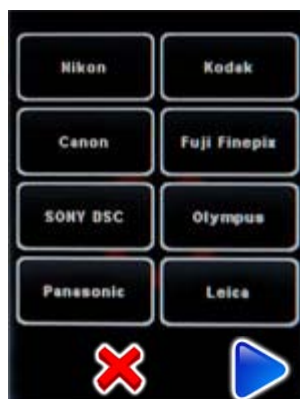 Nikon
Kodak
Canon
Fuji Finepix
SONY DSC
Olympus
Panasonic
Leica